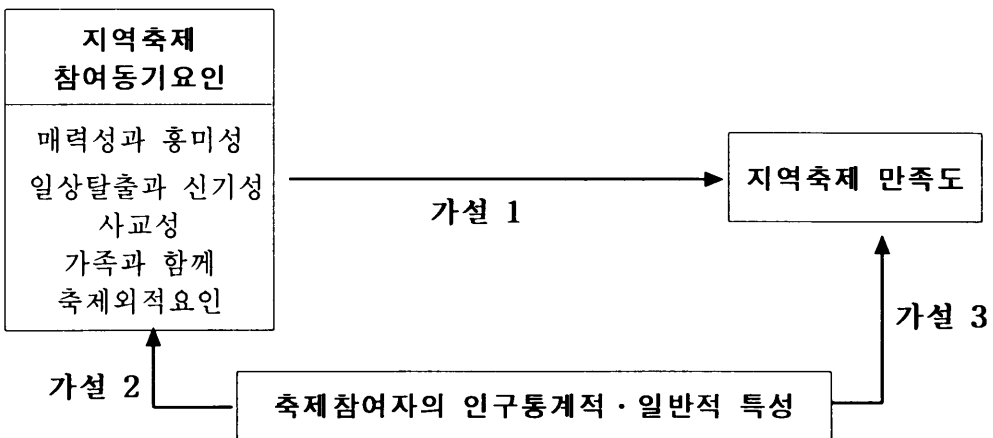 지역축제
참여동기요인
매력성과 흥미성
일상탈출과 신기성
사교성
가족과 함께
축제외적요인
가설 1
지역축제 만족도
가설 2
가설 3
축제참여자의 인구통계적 · 일반적 특성